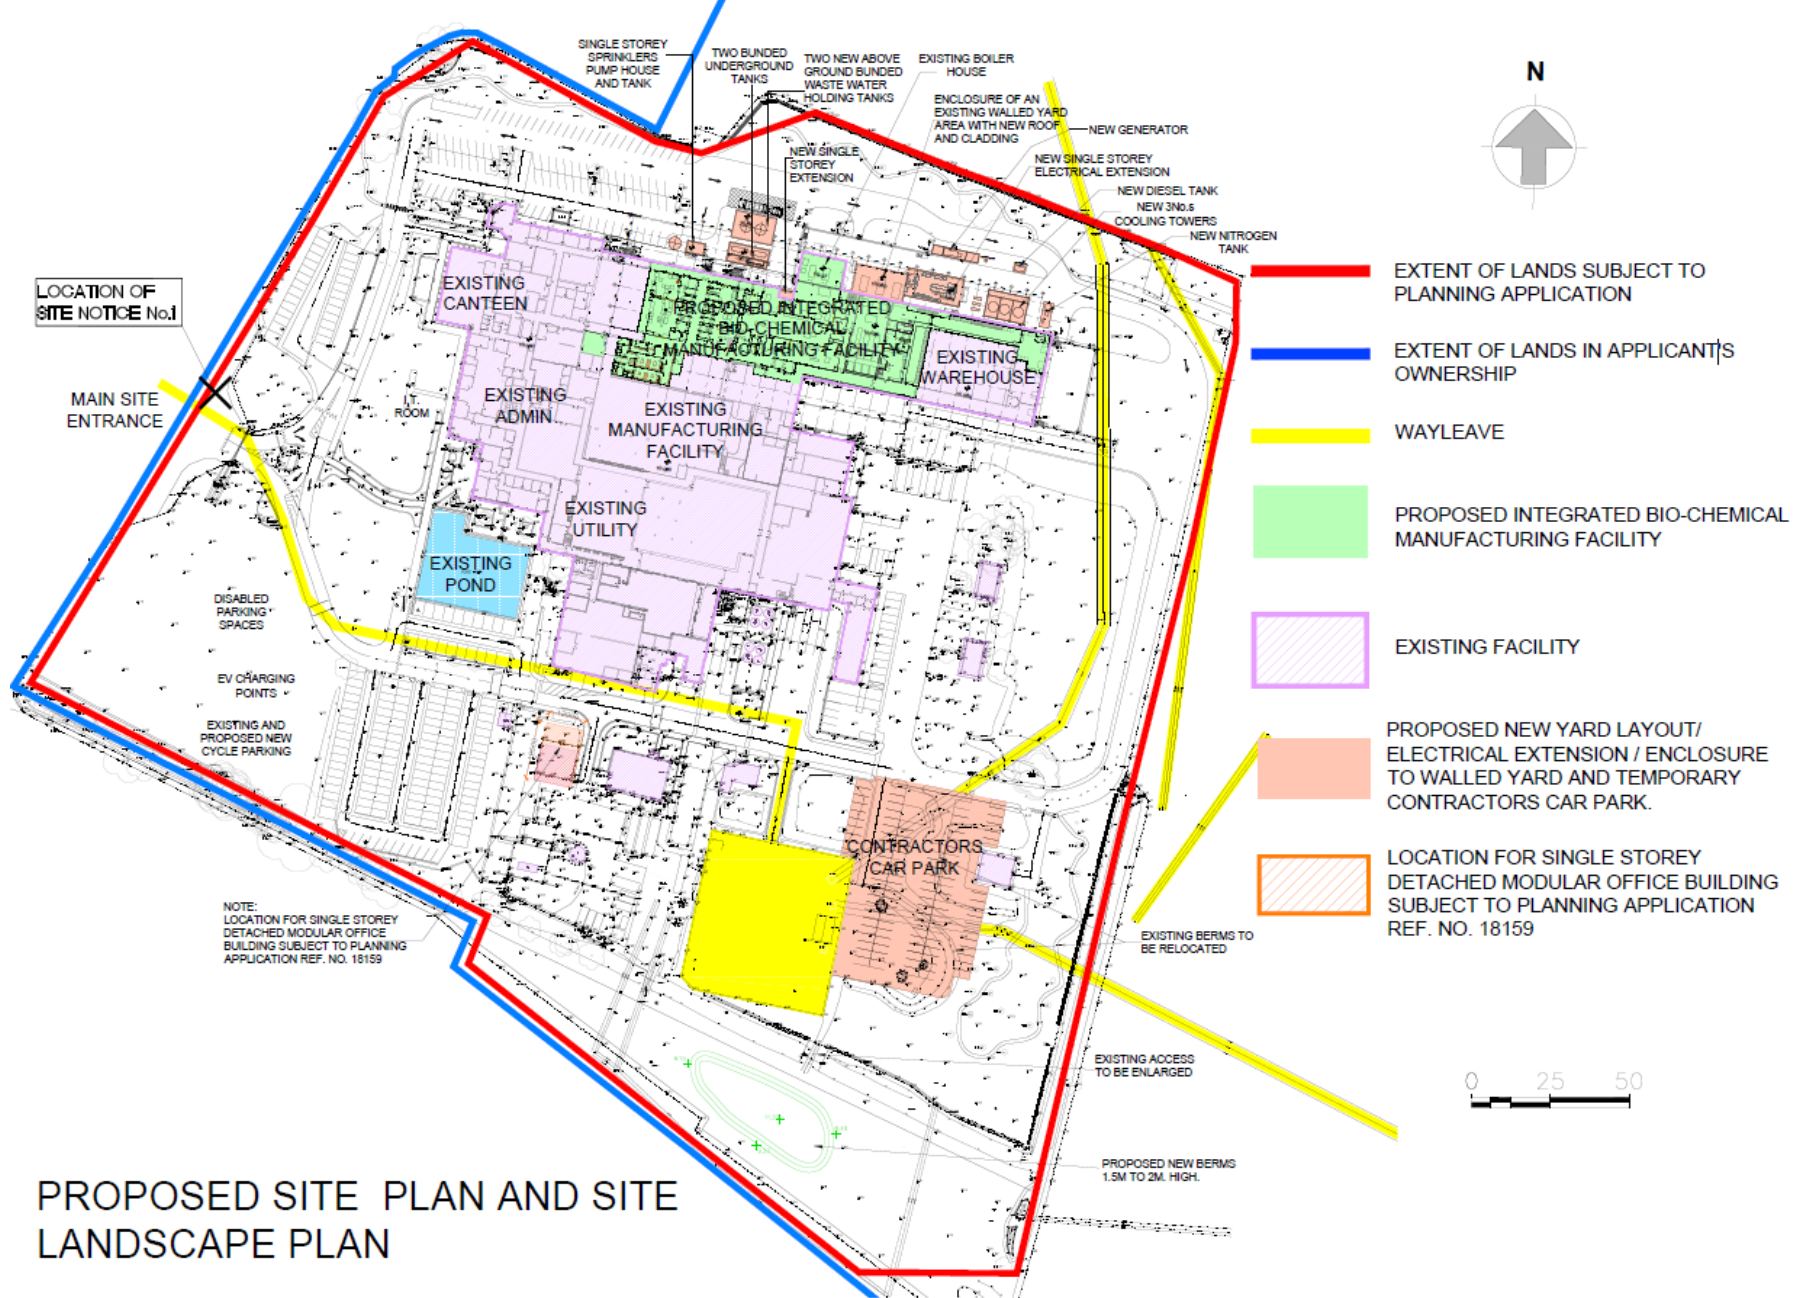 SINGLE STOREY
SPRINKLERS
PUMP HOUSE
AND TANK
TWO BUNDED
UNDERGROUND
TANKS
TWO NEW ABOVE
GROUND BUNDED
WASTE WATER
HOLDING TANKS
EXISTING BOILER
HOUSE
ENCLOSURE OF AN
EXISTING WALLED YARD
AREA WITH NEW ROOF
AND CLADDING
NEW GENERATOR
NEW SINGLE
STOREY
EXTENSION
NEW SINGLE STOREY
ELECTRICAL EXTENSION
NEW DIESEL TANK
NEW 3No.s
COOLING TOWERS
NEW NITROGEN
TANK
N
LOCATION OF
SITE NOTICE No.1
MAIN SITE
ENTRANCE
EXISTING
CANTEEN
PROPOSED INTEGRATED
BIO-CHEMICAL
MANUFACTURING FACILITY
EXISTING
WAREHOUSE
EXISTING
ADMIN.
I.T.
ROOM
EXISTING
MANUFACTURING
FACILITY
EXISTING
UTILITY
EXISTING
POND
DISABLED
PARKING
SPACES
EV CHARGING
POINTS
EXISTING AND
PROPOSED NEW
CYCLE PARKING
CONTRACTORS
CAR PARK
NOTE:
LOCATION FOR SINGLE STOREY
DETACHED MODULAR OFFICE
BUILDING SUBJECT TO PLANNING
APPLICATION REF. NO. 18159
EXISTING BERMS TO
BE RELOCATED
EXISTING ACCESS
TO BE ENLARGED
PROPOSED NEW BERMS
1.5M TO 2M. HIGH.
EXTENT OF LANDS SUBJECT TO
PLANNING APPLICATION
EXTENT OF LANDS IN APPLICANT'S
OWNERSHIP
WAYLEAVE
PROPOSED INTEGRATED BIO-CHEMICAL
MANUFACTURING FACILITY
EXISTING FACILITY
PROPOSED NEW YARD LAYOUT/
ELECTRICAL EXTENSION / ENCLOSURE
TO WALLED YARD AND TEMPORARY
CONTRACTORS CAR PARK.
LOCATION FOR SINGLE STOREY
DETACHED MODULAR OFFICE BUILDING
SUBJECT TO PLANNING APPLICATION
REF. NO. 18159
0 25 50
PROPOSED SITE PLAN AND SITE
LANDSCAPE PLAN